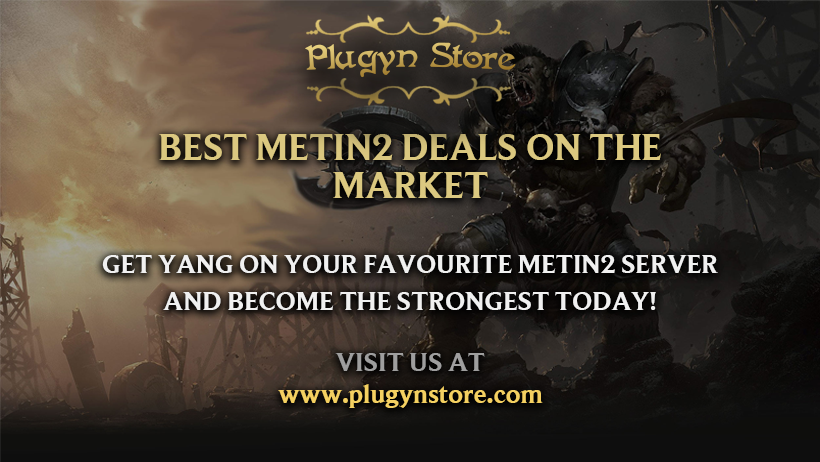 Plugyn Store
BEST METIN2 DEALS ON THE
MARKET
GET YANG ON YOUR FAVOURITE METIN2 SERVER
AND BECOME THE STRONGEST TODAY!
VISIT US AT
www.plugynstore.com